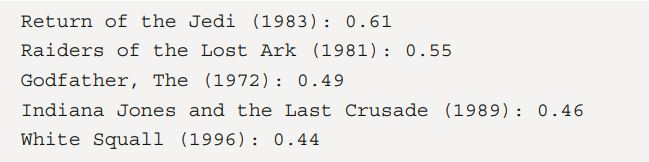 Return of the Jedi (1983): 0.61
Raiders of the Lost Ark (1981): 0.55
Godfather, The (1972): 0.49
Indiana Jones and the Last Crusade (1989): 0.46
White Squall (1996): 0.44